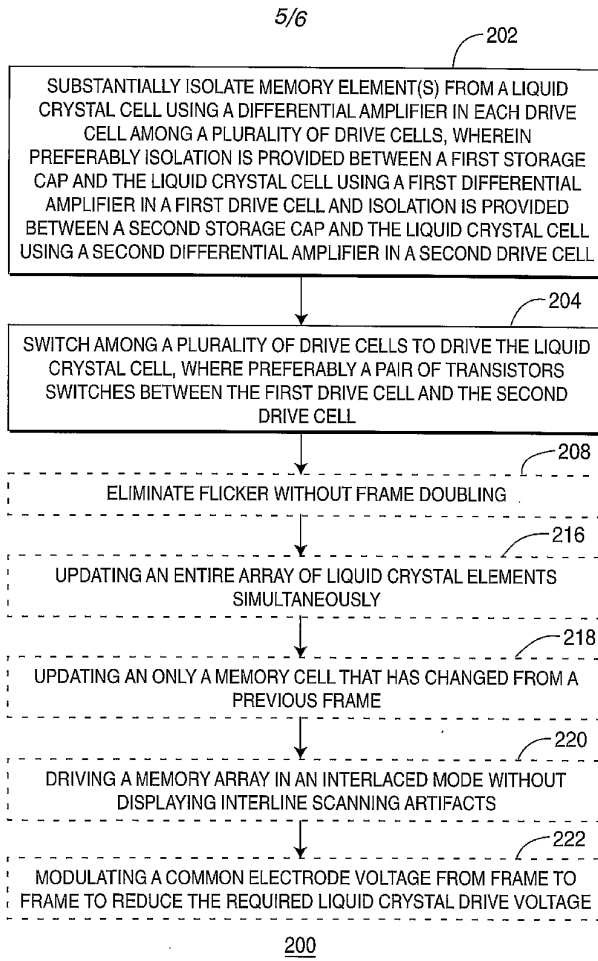 5/6
202
SUBSTANTIALLY ISOLATE MEMORY ELEMENT(S) FROM A LIQUID
CRYSTAL CELL USING A DIFFERENTIAL AMPLIFIER IN EACH DRIVE
CELL AMONG A PLURALITY OF DRIVE CELLS, WHEREIN
PREFERABLY ISOLATION IS PROVIDED BETWEEN A FIRST STORAGE
CAP AND THE LIQUID CRYSTAL CELL USING A FIRST DIFFERENTIAL
AMPLIFIER IN A FIRST DRIVE CELL AND ISOLATION IS PROVIDED
BETWEEN A SECOND STORAGE CAP AND THE LIQUID CRYSTAL CELL
USING A SECOND DIFFERENTIAL AMPLIFIER IN A SECOND DRIVE CELL
204
SWITCH AMONG A PLURALITY OF DRIVE CELLS TO DRIVE THE LIQUID
CRYSTAL CELL, WHERE PREFERABLY A PAIR OF TRANSISTORS
SWITCHES BETWEEN THE FIRST DRIVE CELL AND THE SECOND
DRIVE CELL
208
ELIMINATE FLICKER WITHOUT FRAME DOUBLING
216
UPDATING AN ENTIRE ARRAY OF LIQUID CRYSTAL ELEMENTS
SIMULTANEOUSLY
218
UPDATING AN ONLY A MEMORY CELL THAT HAS CHANGED FROM A
PREVIOUS FRAME
220
DRIVING A MEMORY ARRAY IN AN INTERLACED MODE WITHOUT
DISPLAYING INTERLINE SCANNING ARTIFACTS
222
MODULATING A COMMON ELECTRODE VOLTAGE FROM FRAME TO
FRAME TO REDUCE THE REQUIRED LIQUID CRYSTAL DRIVE VOLTAGE
200